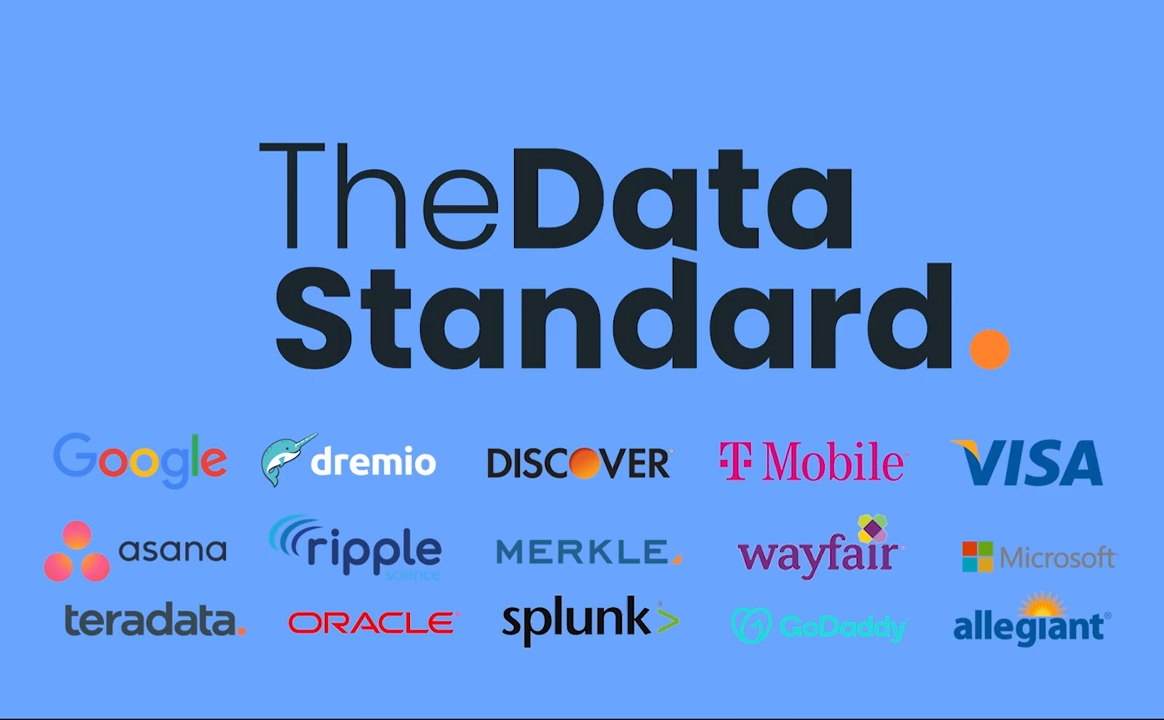 TheData
Standard.
Google dremio DISCOVER T Mobile VISA
asana ripple science MERKLE wayfair Microsoft
teradata. ORACLE splunk> GoDaddy allegiant